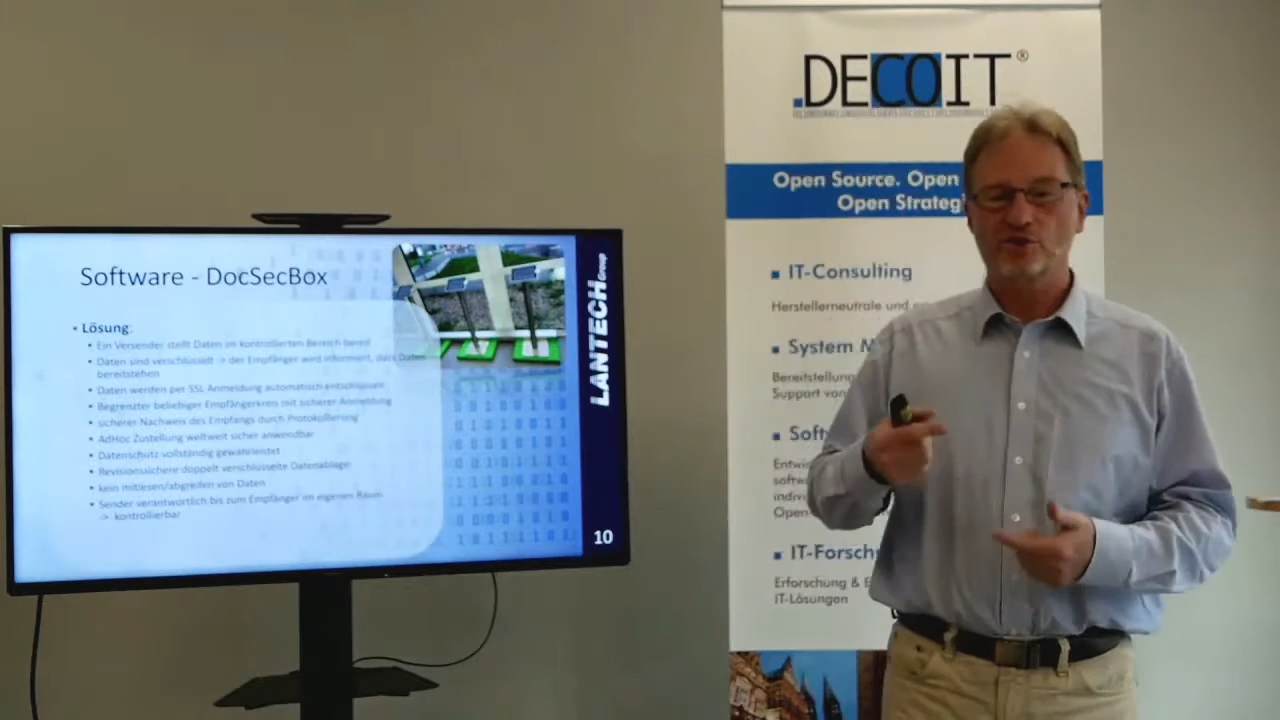 Software - DocSecBox
Lösung:
Ein Versender stellt Daten im kontrollierten Bereich bereit
Daten sind verschlüsselt -> der Empfänger wird informiert, dass Daten
bereitstehen
Daten werden per SSL Anmeldung automatisch entschlüsselt
Begrenzter beliebiger Empfängerkreis mit sicherer Anmeldung
sicherer Nachweis des Empfangs durch Protokollierung
AdHoc Zustellung weltweit sicher anwendbar
Datenschutz vollständig gewährleistet
Revisionssichere doppelt verschlüsselte Datenablage
kein mitlesen/abgreifen von Daten
Sender verantwortlich bis zum Empfänger im eigenen Raum
-> kontrollierbar
LANTECH Group
10
.DECOIT®
Open Source. Open
Open Strateg
IT-Consulting
Herstellerneutrale und
System M
Bereitstellung
Support von
Soft
Entwi
softwa
indivi
Open-
IT-Forsch
Erforschung & E
IT-Lösungen